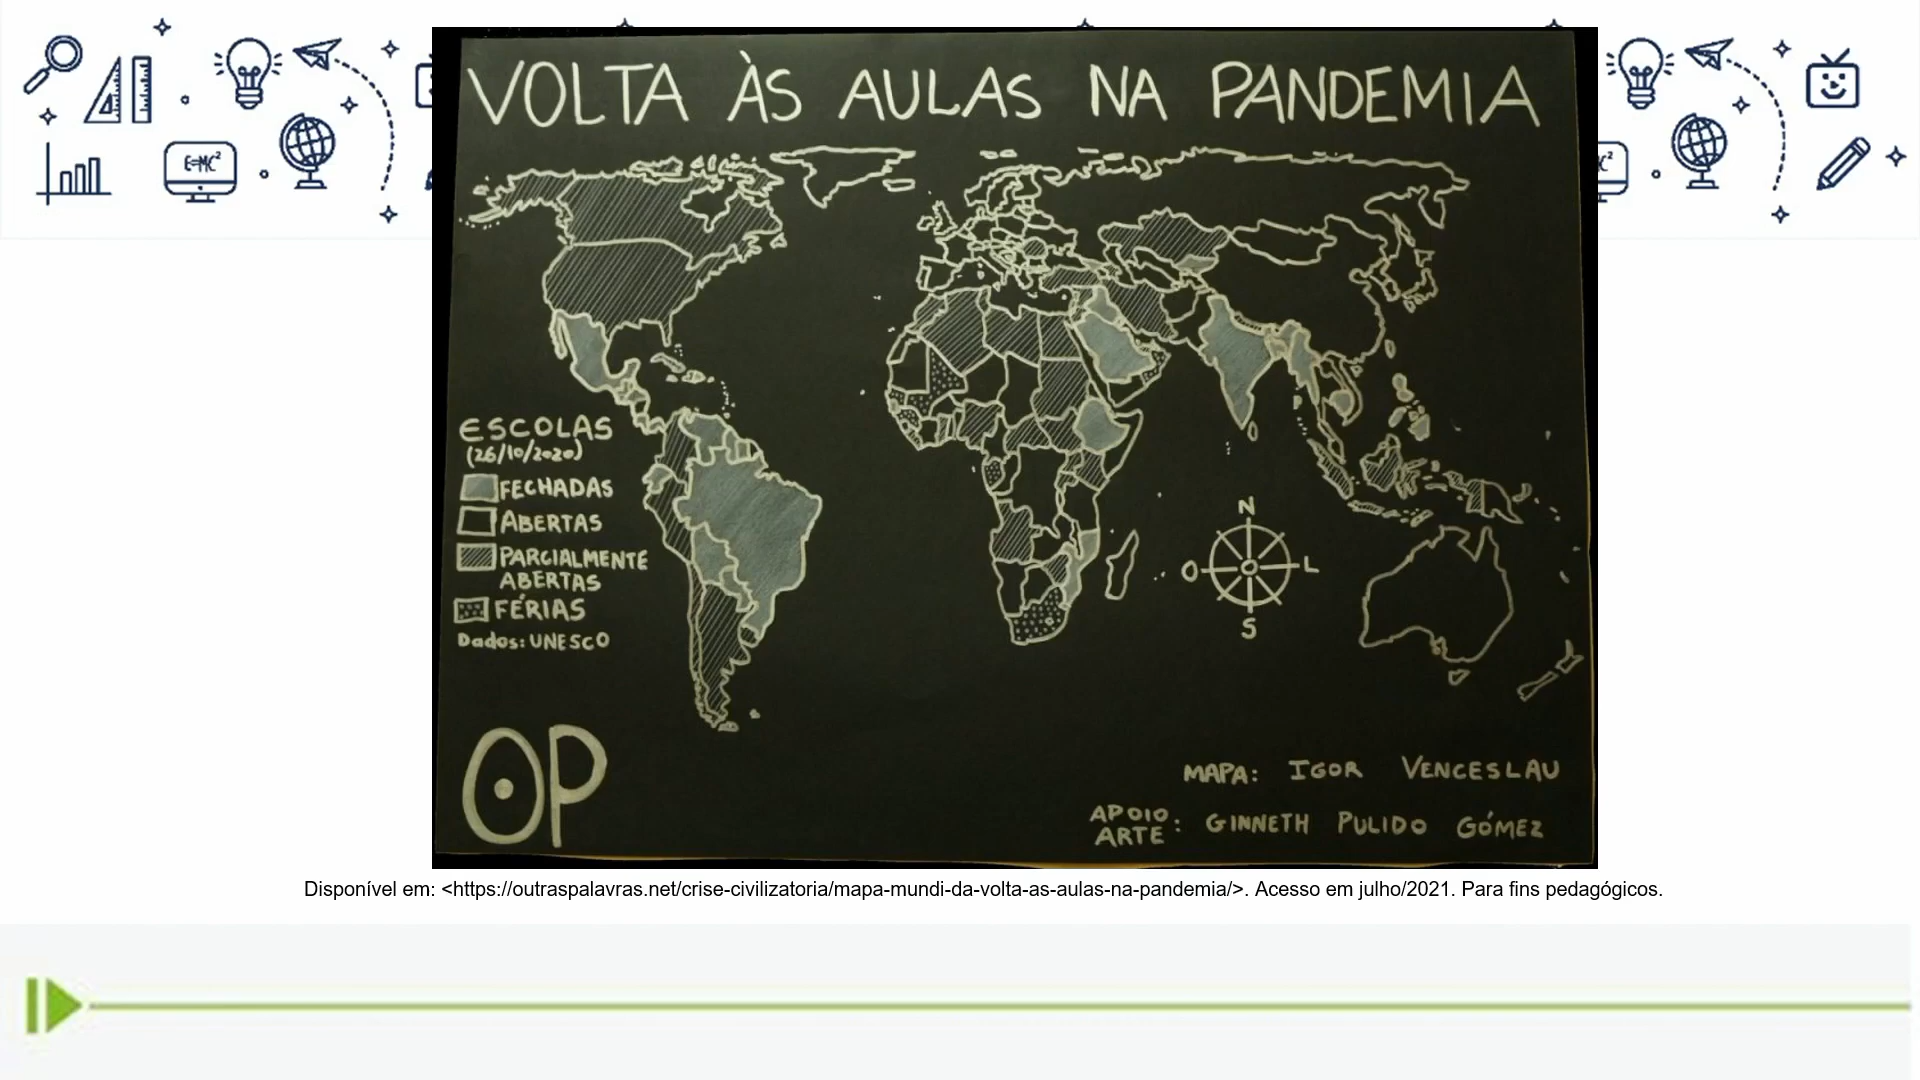 VOLTA ÀS AULAS NA PANDEMIA
E=MC²
C²
ESCOLAS
(26/10/2020)
FECHADAS
ABERTAS
PARCIALMENTE
ABERTAS
FÉRIAS
Dados: UNESCO
N
O
L
S
OP
MAPA: IGOR VENCESLAU
APOIO
ARTE : GINNETH PULIDO GÓMEZ
Disponível em: <https://outraspalavras.net/crise-civilizatoria/mapa-mundi-da-volta-as-aulas-na-pandemia/>. Acesso em julho/2021. Para fins pedagógicos.